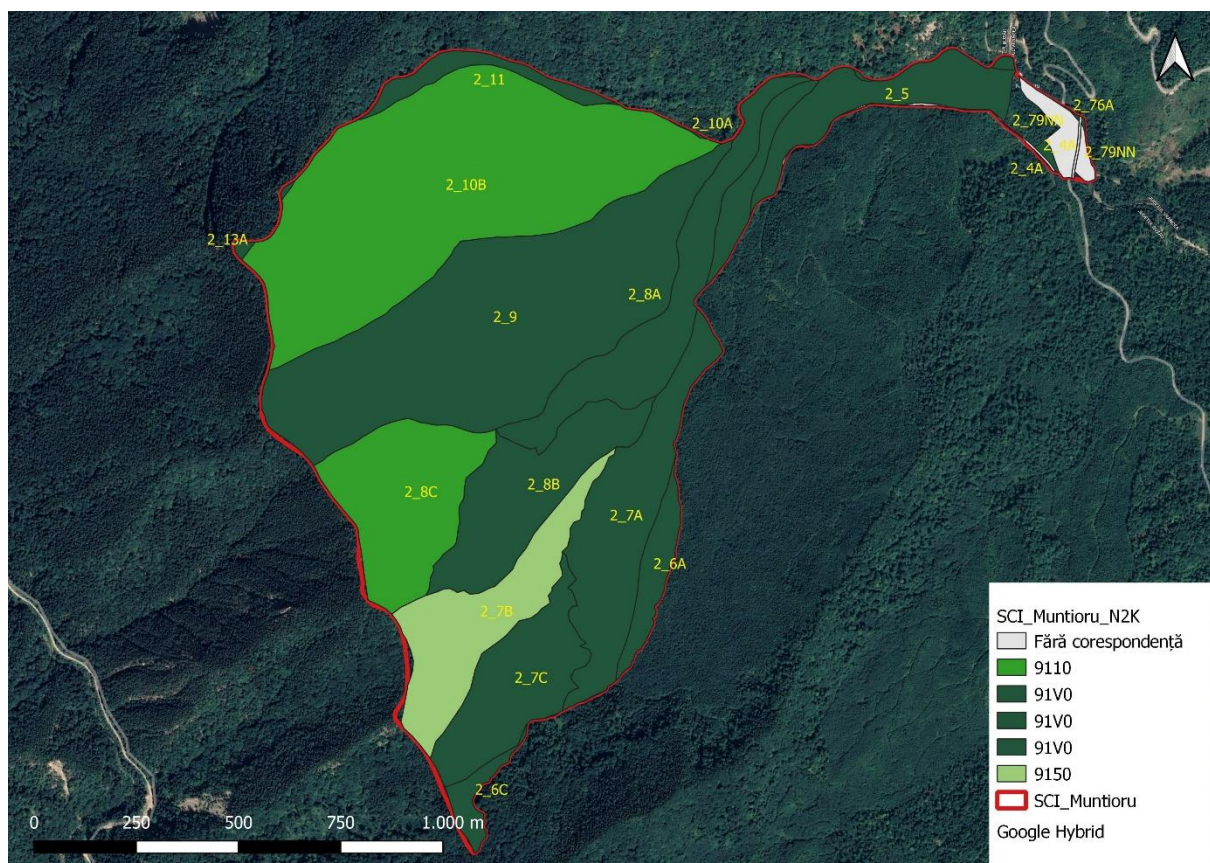 2_11
2_10A
2_5
2_76A
2_79NN
2_4A
2_79NN
2_4A
2_10B
2_13A
2_8A
2_9
2_8C
2_8B
2_7A
2_6A
2_7B
2_7C
2_6C
0 250 500 750 1.000 m
SCI_Muntioru_N2K
Fără corespondență
9110
91V0
91V0
91V0
9150
SCI_Muntioru
Google Hybrid